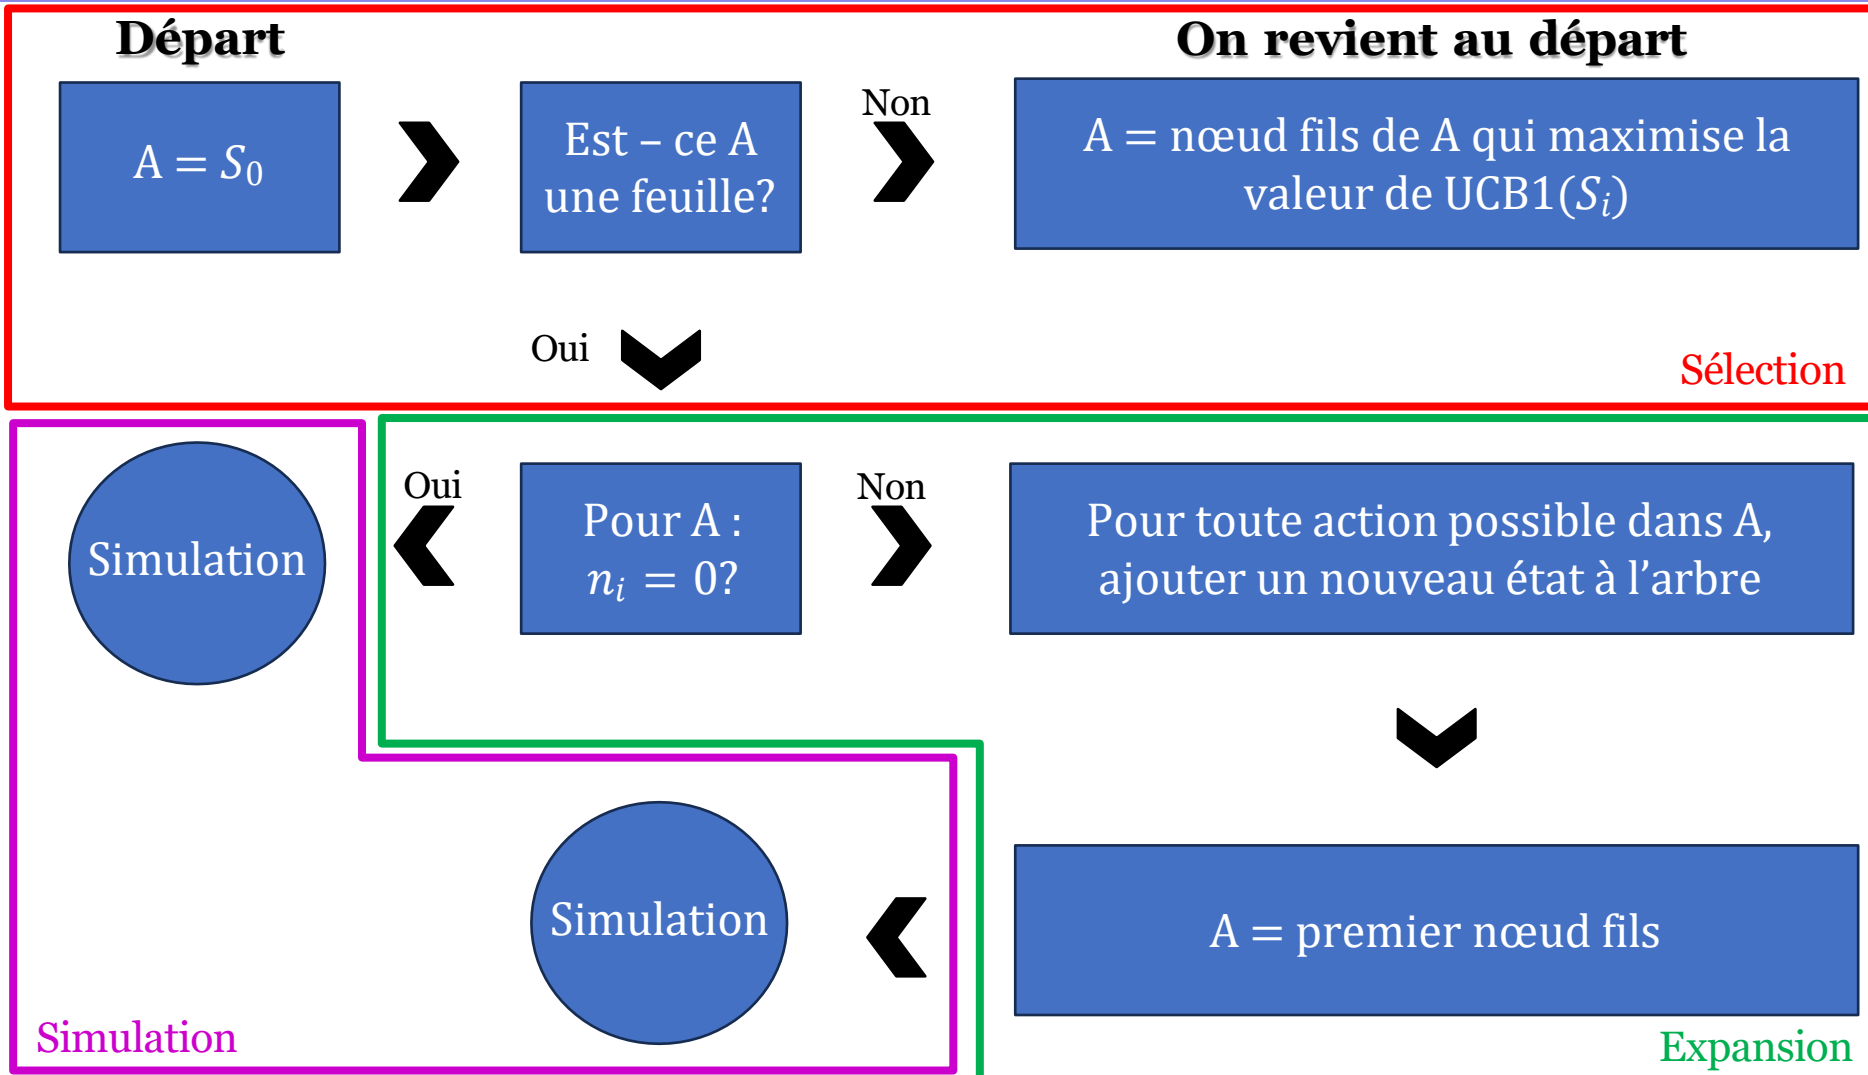 Départ
On revient au départ
A = S₀
Est – ce A
une feuille?
Non
A = nœud fils de A qui maximise la
valeur de UCB1(Sᵢ)
Oui
Sélection
Simulation
Oui
Pour A :
nᵢ = 0?
Non
Pour toute action possible dans A,
ajouter un nouveau état à l’arbre
Simulation
A = premier nœud fils
Simulation
Expansion